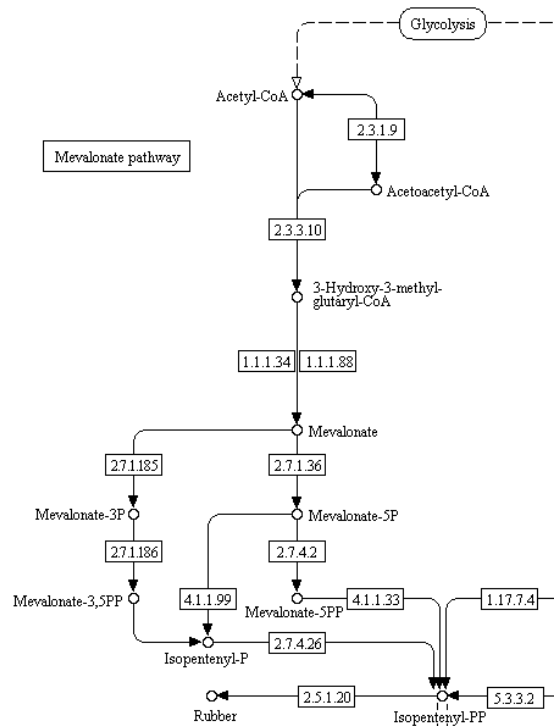 Glycolysis
Acetyl-CoA
2.3.1.9
Mevalonate pathway
Acetoacetyl-CoA
2.3.3.10
3-Hydroxy-3-methyl-
glutaryl-CoA
1.1.1.34
1.1.1.88
Mevalonate
2.7.1.185
2.7.1.36
Mevalonate-3P
Mevalonate-5P
2.7.1.186
2.7.4.2
Mevalonate-3,5PP
4.1.1.99
Mevalonate-5PP
4.1.1.33
1.17.7.4
Isopentenyl-P
2.7.4.26
2.5.1.20
5.3.3.2
Rubber
Isopentenyl-PP